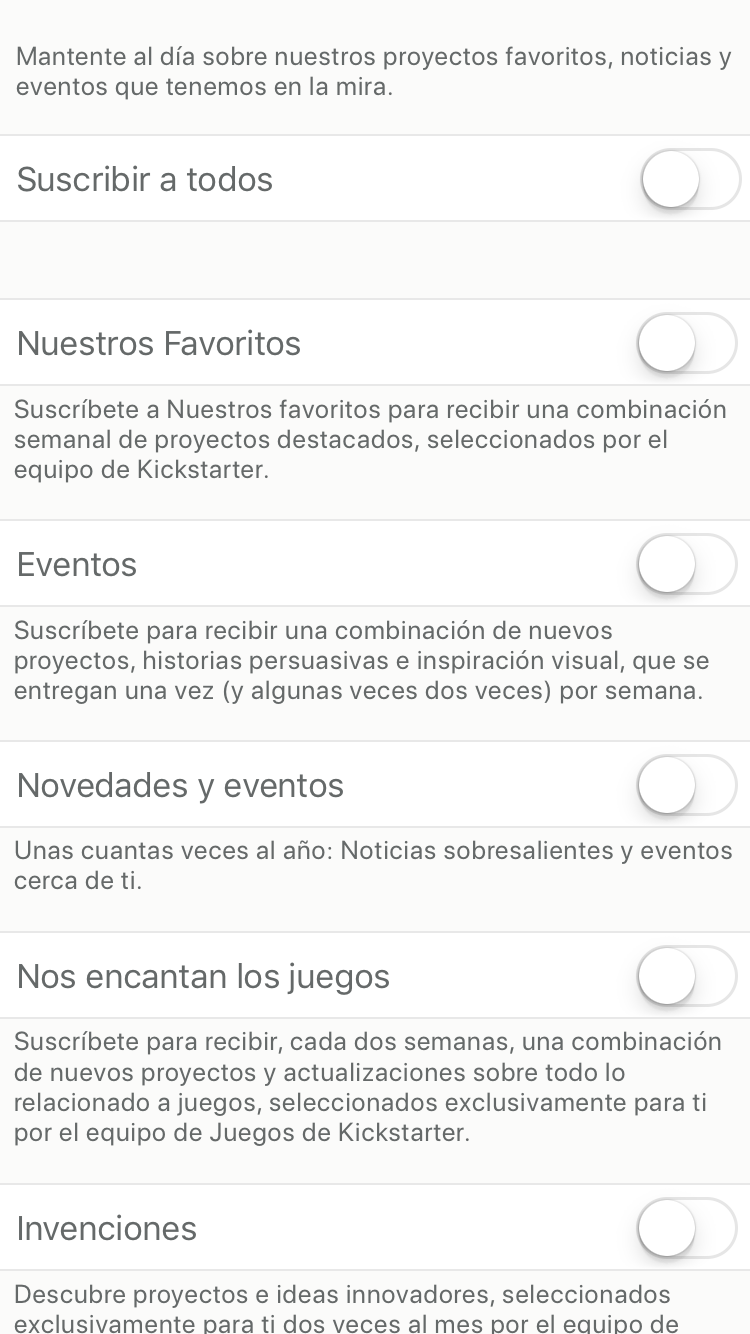 Mantente al día sobre nuestros proyectos favoritos, noticias y
eventos que tenemos en la mira.
Suscribir a todos
Nuestros Favoritos
Suscríbete a Nuestros favoritos para recibir una combinación
semanal de proyectos destacados, seleccionados por el
equipo de Kickstarter.
Eventos
Suscríbete para recibir una combinación de nuevos
proyectos, historias persuasivas e inspiración visual, que se
entregan una vez (y algunas veces dos veces) por semana.
Novedades y eventos
Unas cuantas veces al año: Noticias sobresalientes y eventos
cerca de ti.
Nos encantan los juegos
Suscríbete para recibir, cada dos semanas, una combinación
de nuevos proyectos y actualizaciones sobre todo lo
relacionado a juegos, seleccionados exclusivamente para ti
por el equipo de Juegos de Kickstarter.
Invenciones
Descubre proyectos e ideas innovadores, seleccionados
exclusivamente para ti dos veces al mes por el equipo de